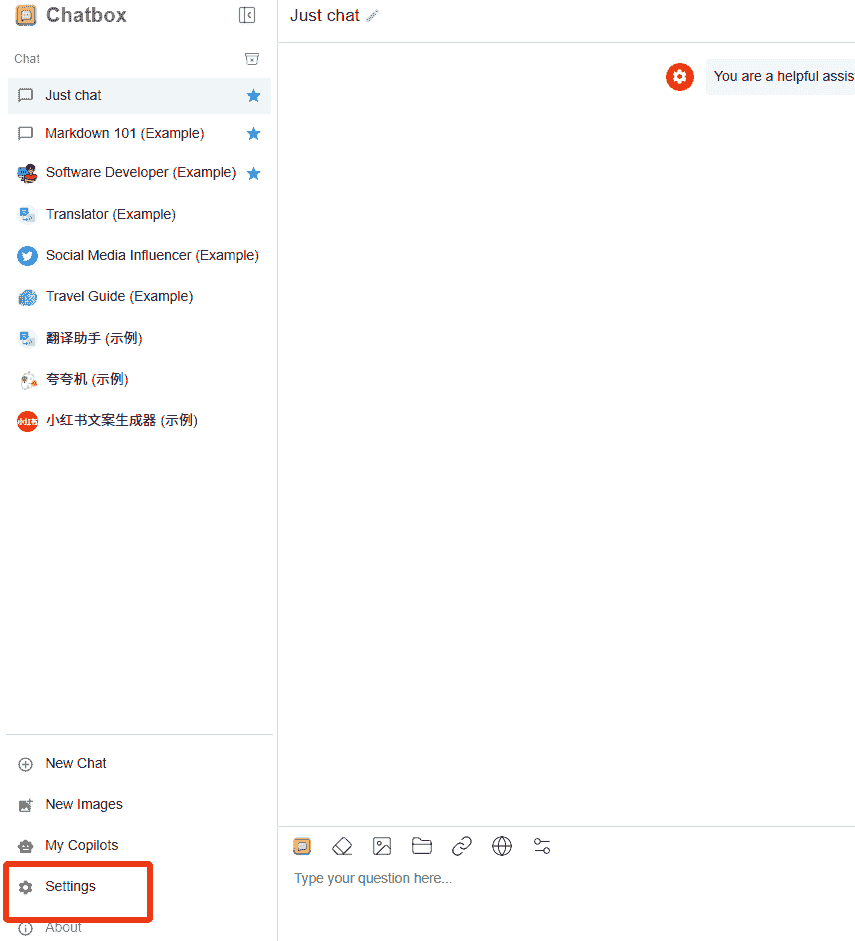 Chatbox
Just chat
Chat
You are a helpful assis
Just chat
Markdown 101 (Example)
Software Developer (Example)
Translator (Example)
Social Media Influencer (Example)
Travel Guide (Example)
翻译助手 (示例)
夸夸机 (示例)
小红书
小红书文案生成器 (示例)
New Chat
New Images
My Copilots
Settings
About
Type your question here...